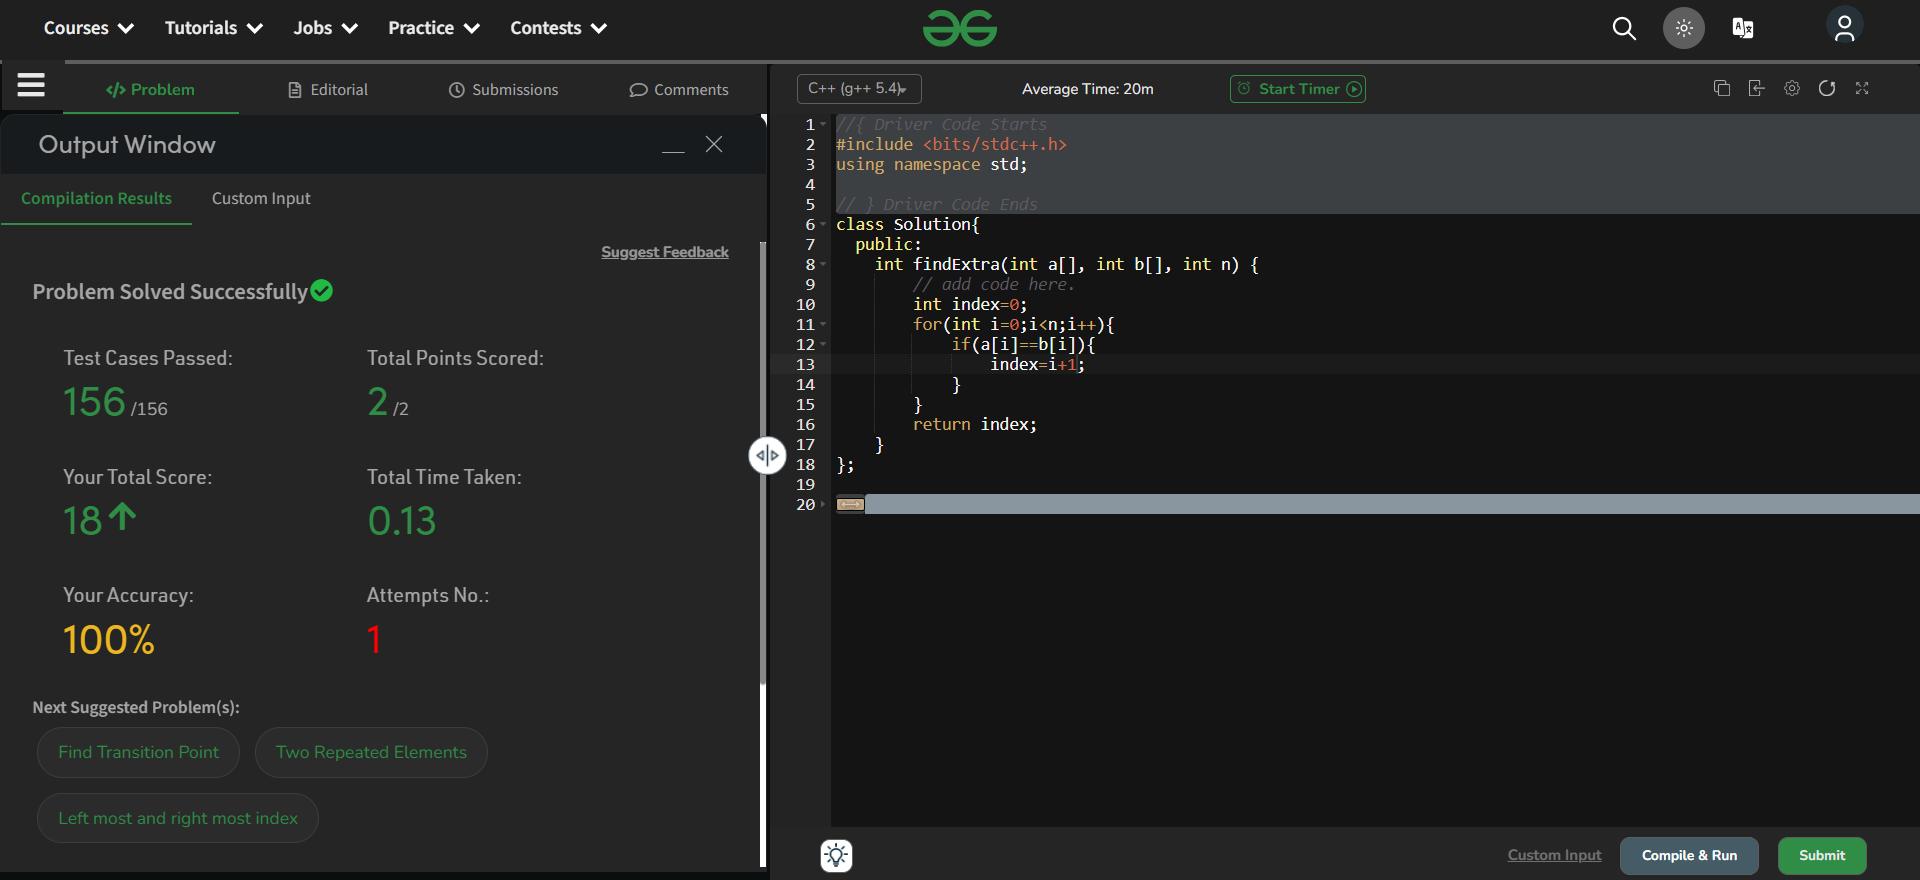 Courses Tutorials Jobs Practice Contests
Problem Editorial Submissions Comments
Output Window
Compilation Results Custom Input
Suggest Feedback
Problem Solved Successfully
Test Cases Passed: Total Points Scored:
156 /156 2 /2
Your Total Score: Total Time Taken:
18 0.13
Your Accuracy: Attempts No.:
100% 1
Next Suggested Problem(s):
Find Transition Point Two Repeated Elements
Left most and right most index
C++ (g++ 5.4) Average Time: 20m Start Timer
1 //{ Driver Code Starts
2 #include <bits/stdc++.h>
3 using namespace std;
4
5 // } Driver Code Ends
6 class Solution{
7 public:
8 int findExtra(int a[], int b[], int n) {
9 // add code here.
10 int index=0;
11 for(int i=0;i<n;i++){
12 if(a[i]==b[i]){
13 index=i+1;
14 }
15 }
16 return index;
17 }
18 };
19
20
Custom Input Compile & Run Submit